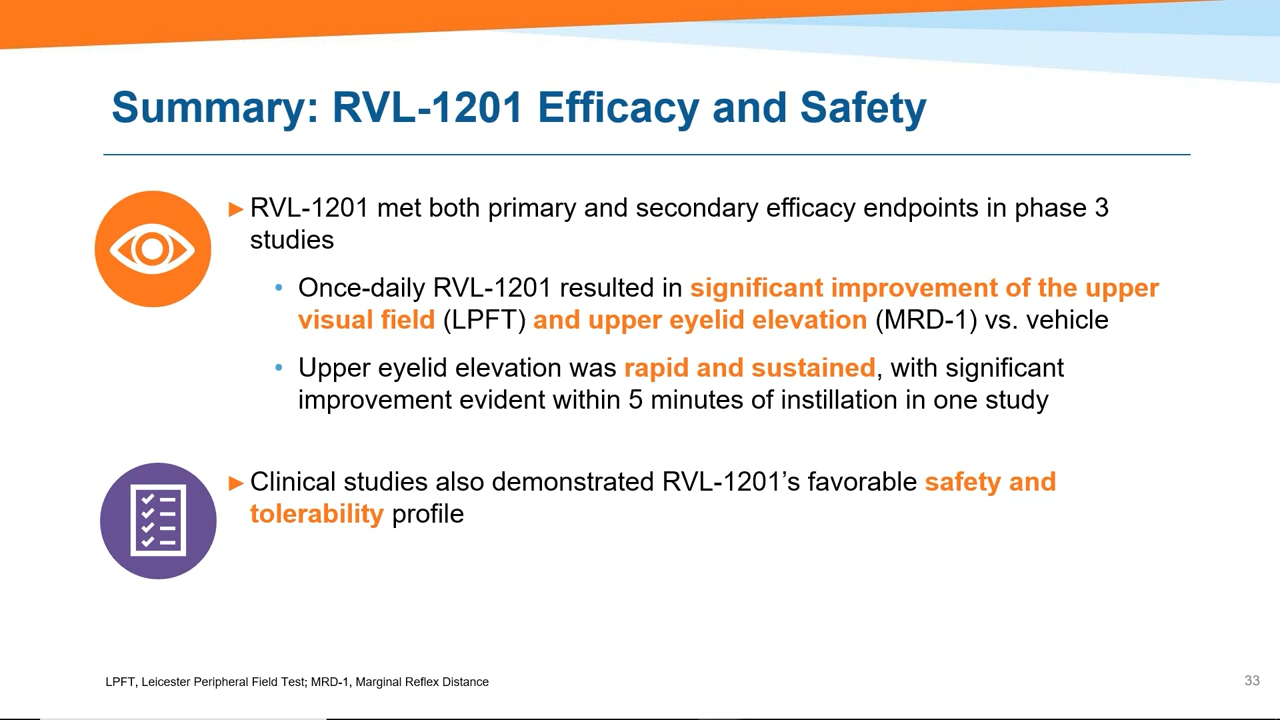 Summary: RVL-1201 Efficacy and Safety
►RVL-1201 met both primary and secondary efficacy endpoints in phase 3
studies
• Once-daily RVL-1201 resulted in significant improvement of the upper
visual field (LPFT) and upper eyelid elevation (MRD-1) vs. vehicle
• Upper eyelid elevation was rapid and sustained, with significant
improvement evident within 5 minutes of instillation in one study
►Clinical studies also demonstrated RVL-1201’s favorable safety and
tolerability profile
LPFT, Leicester Peripheral Field Test; MRD-1, Marginal Reflex Distance
33